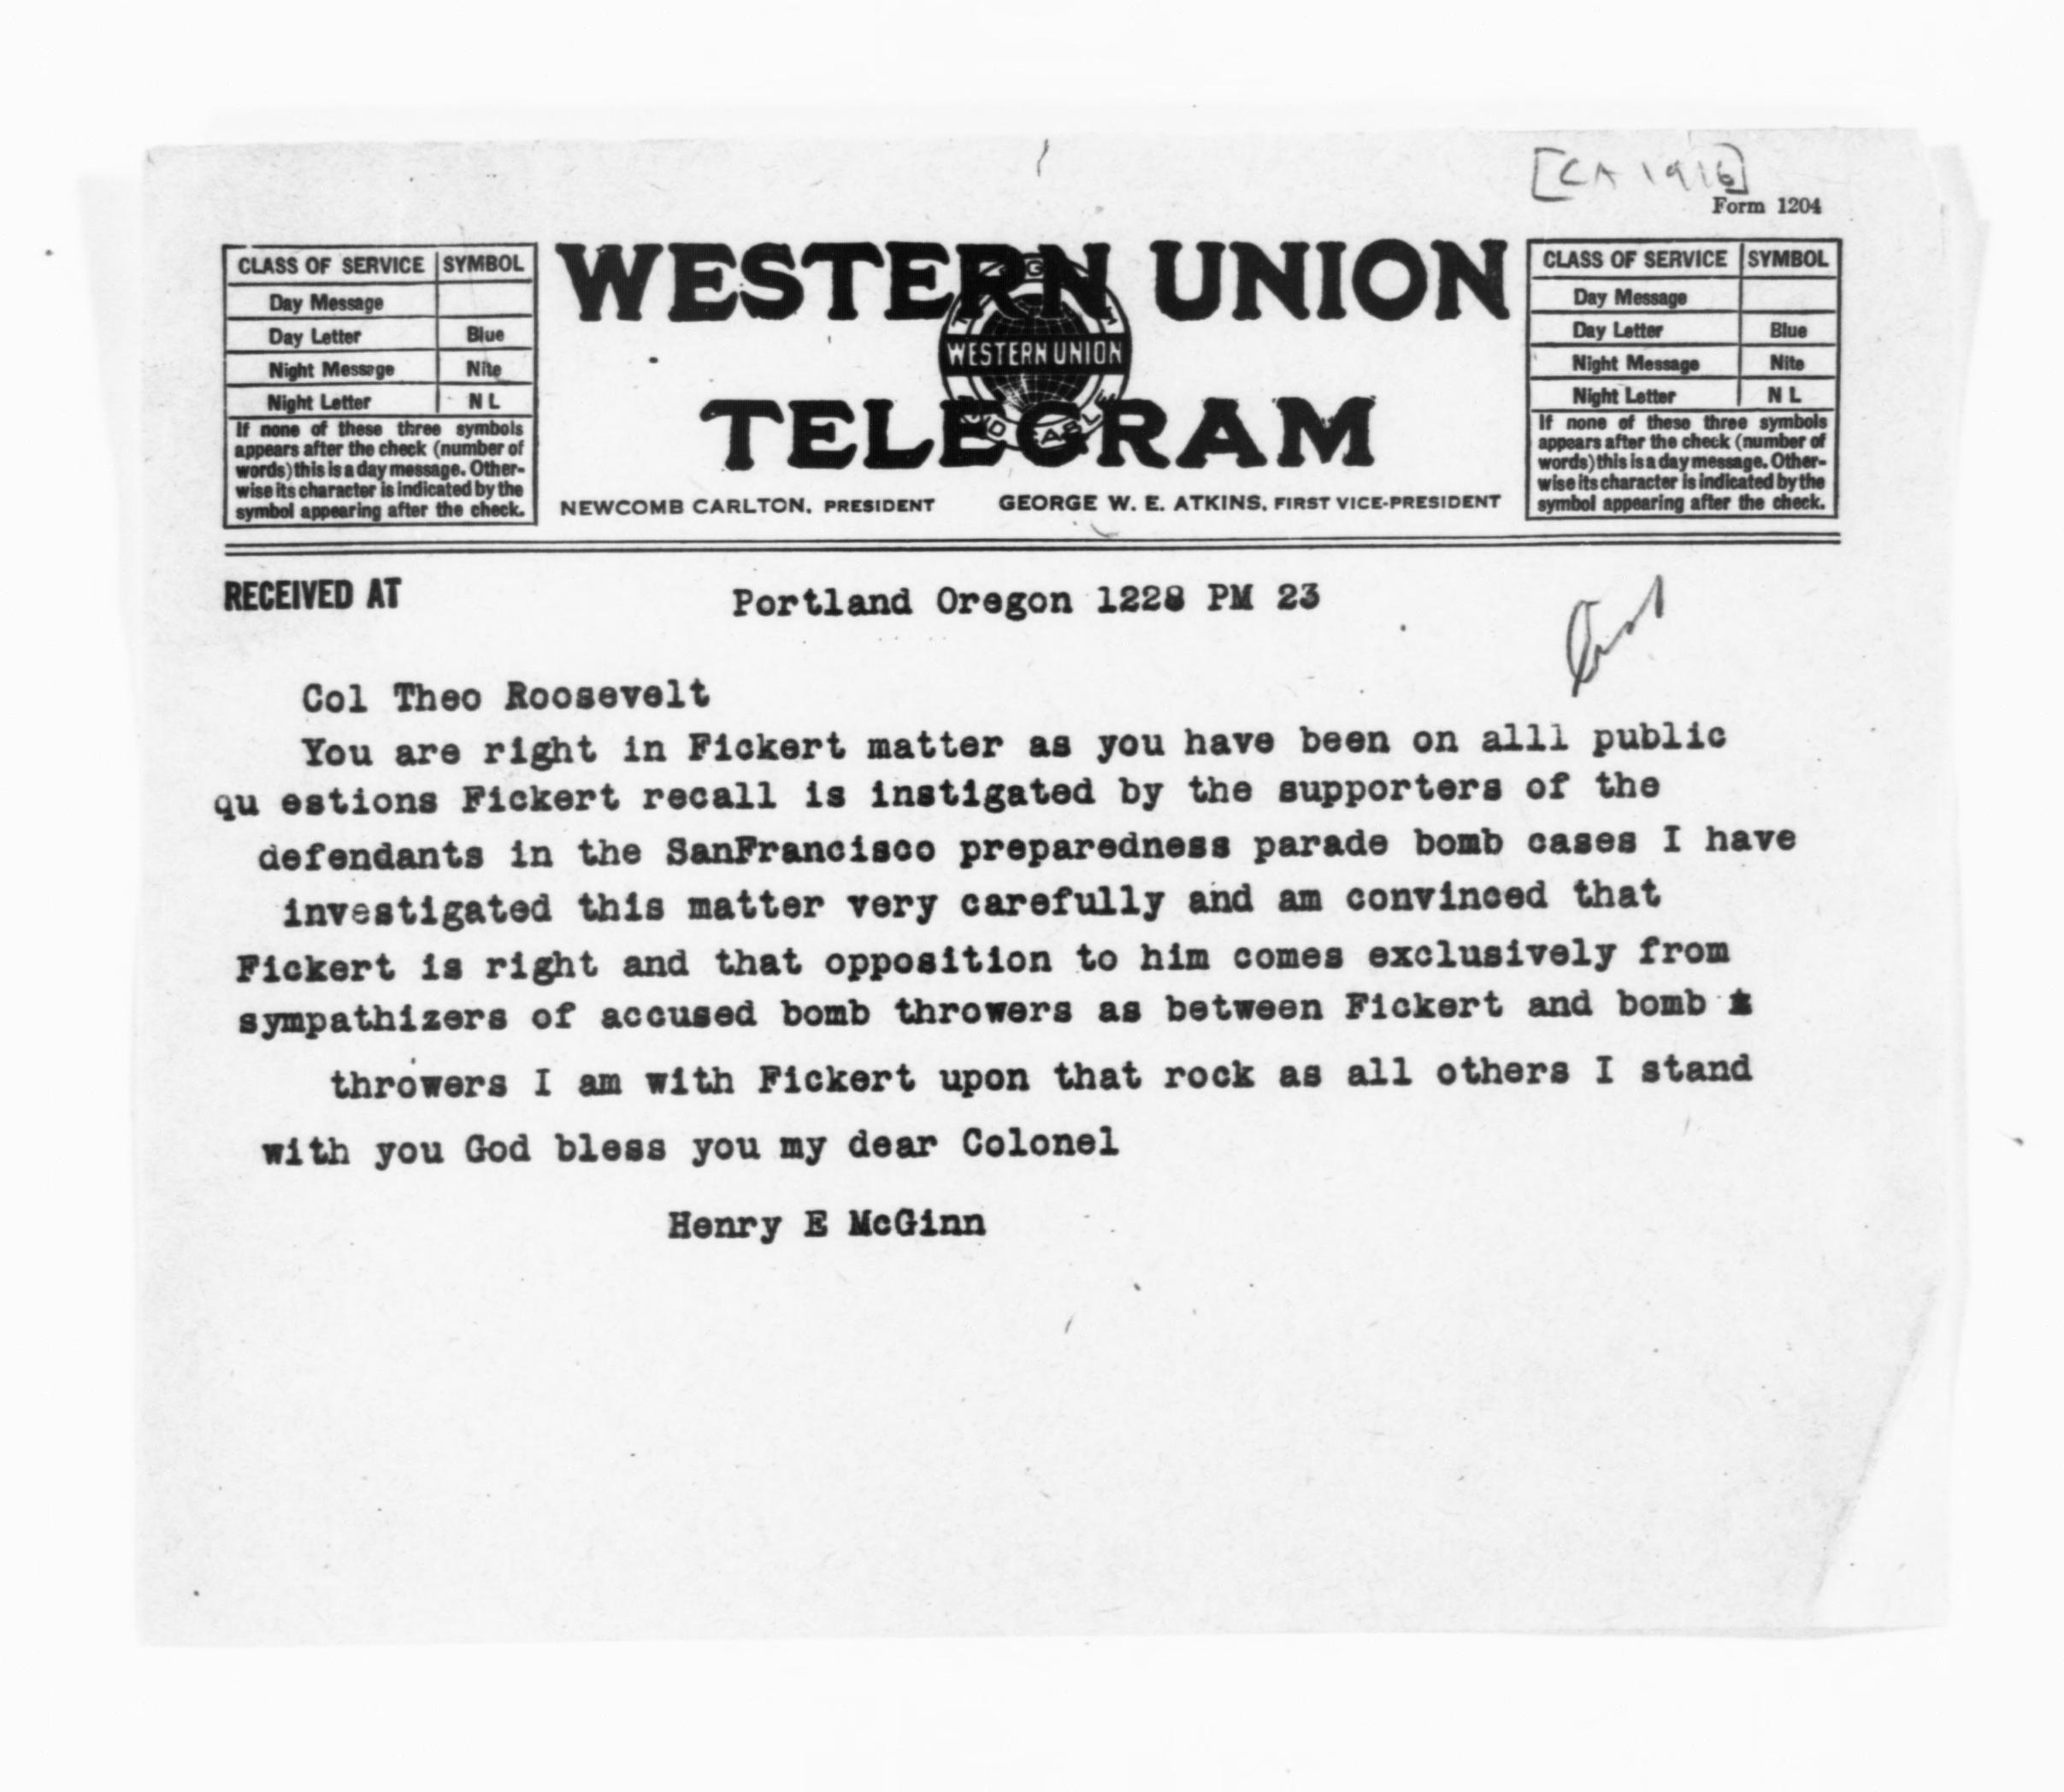 [CA 1916]
Form 1204
CLASS OF SERVICE SYMBOL
Day Message
Day Letter Blue
Night Message Nite
Night Letter N L
If none of these three symbols
appears after the check (number of
words) this is a day message. Other-
wise its character is indicated by the
symbol appearing after the check.
WESTERN UNION
WESTERN UNION
TELEGRAM
NEWCOMB CARLTON, PRESIDENT GEORGE W. E. ATKINS, FIRST VICE-PRESIDENT
CLASS OF SERVICE SYMBOL
Day Message
Day Letter Blue
Night Message Nite
Night Letter N L
If none of these three symbols
appears after the check (number of
words) this is a day message. Other-
wise its character is indicated by the
symbol appearing after the check.
RECEIVED AT Portland Oregon 1228 PM 23
Col Theo Roosevelt
You are right in Fickert matter as you have been on alll public
qu estions Fickert recall is instigated by the supporters of the
defendants in the SanFrancisco preparedness parade bomb cases I have
investigated this matter very carefully and am convinced that
Fickert is right and that opposition to him comes exclusively from
sympathizers of accused bomb throwers as between Fickert and bomb
throwers I am with Fickert upon that rock as all others I stand
with you God bless you my dear Colonel
Henry E McGinn